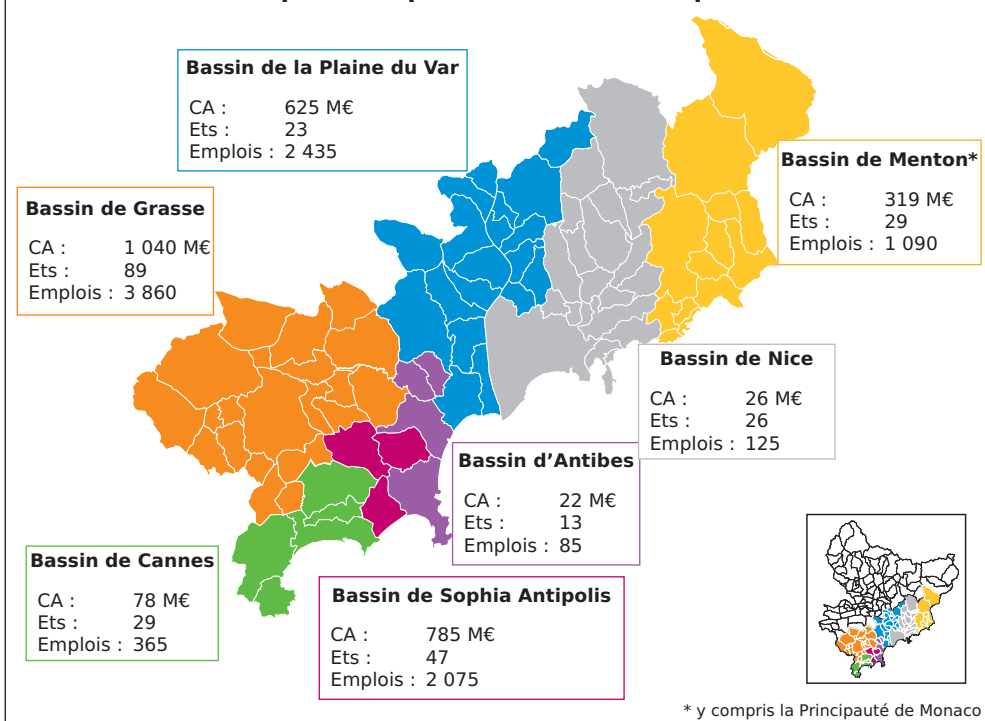 Bassin de la Plaine du Var
CA : 625 M€
Ets : 23
Emplois : 2 435
Bassin de Menton*
CA : 319 M€
Ets : 29
Emplois : 1 090
Bassin de Grasse
CA : 1 040 M€
Ets : 89
Emplois : 3 860
Bassin de Nice
CA : 26 M€
Ets : 26
Emplois : 125
Bassin d'Antibes
CA : 22 M€
Ets : 13
Emplois : 85
Bassin de Cannes
CA : 78 M€
Ets : 29
Emplois : 365
Bassin de Sophia Antipolis
CA : 785 M€
Ets : 47
Emplois : 2 075
* y compris la Principauté de Monaco